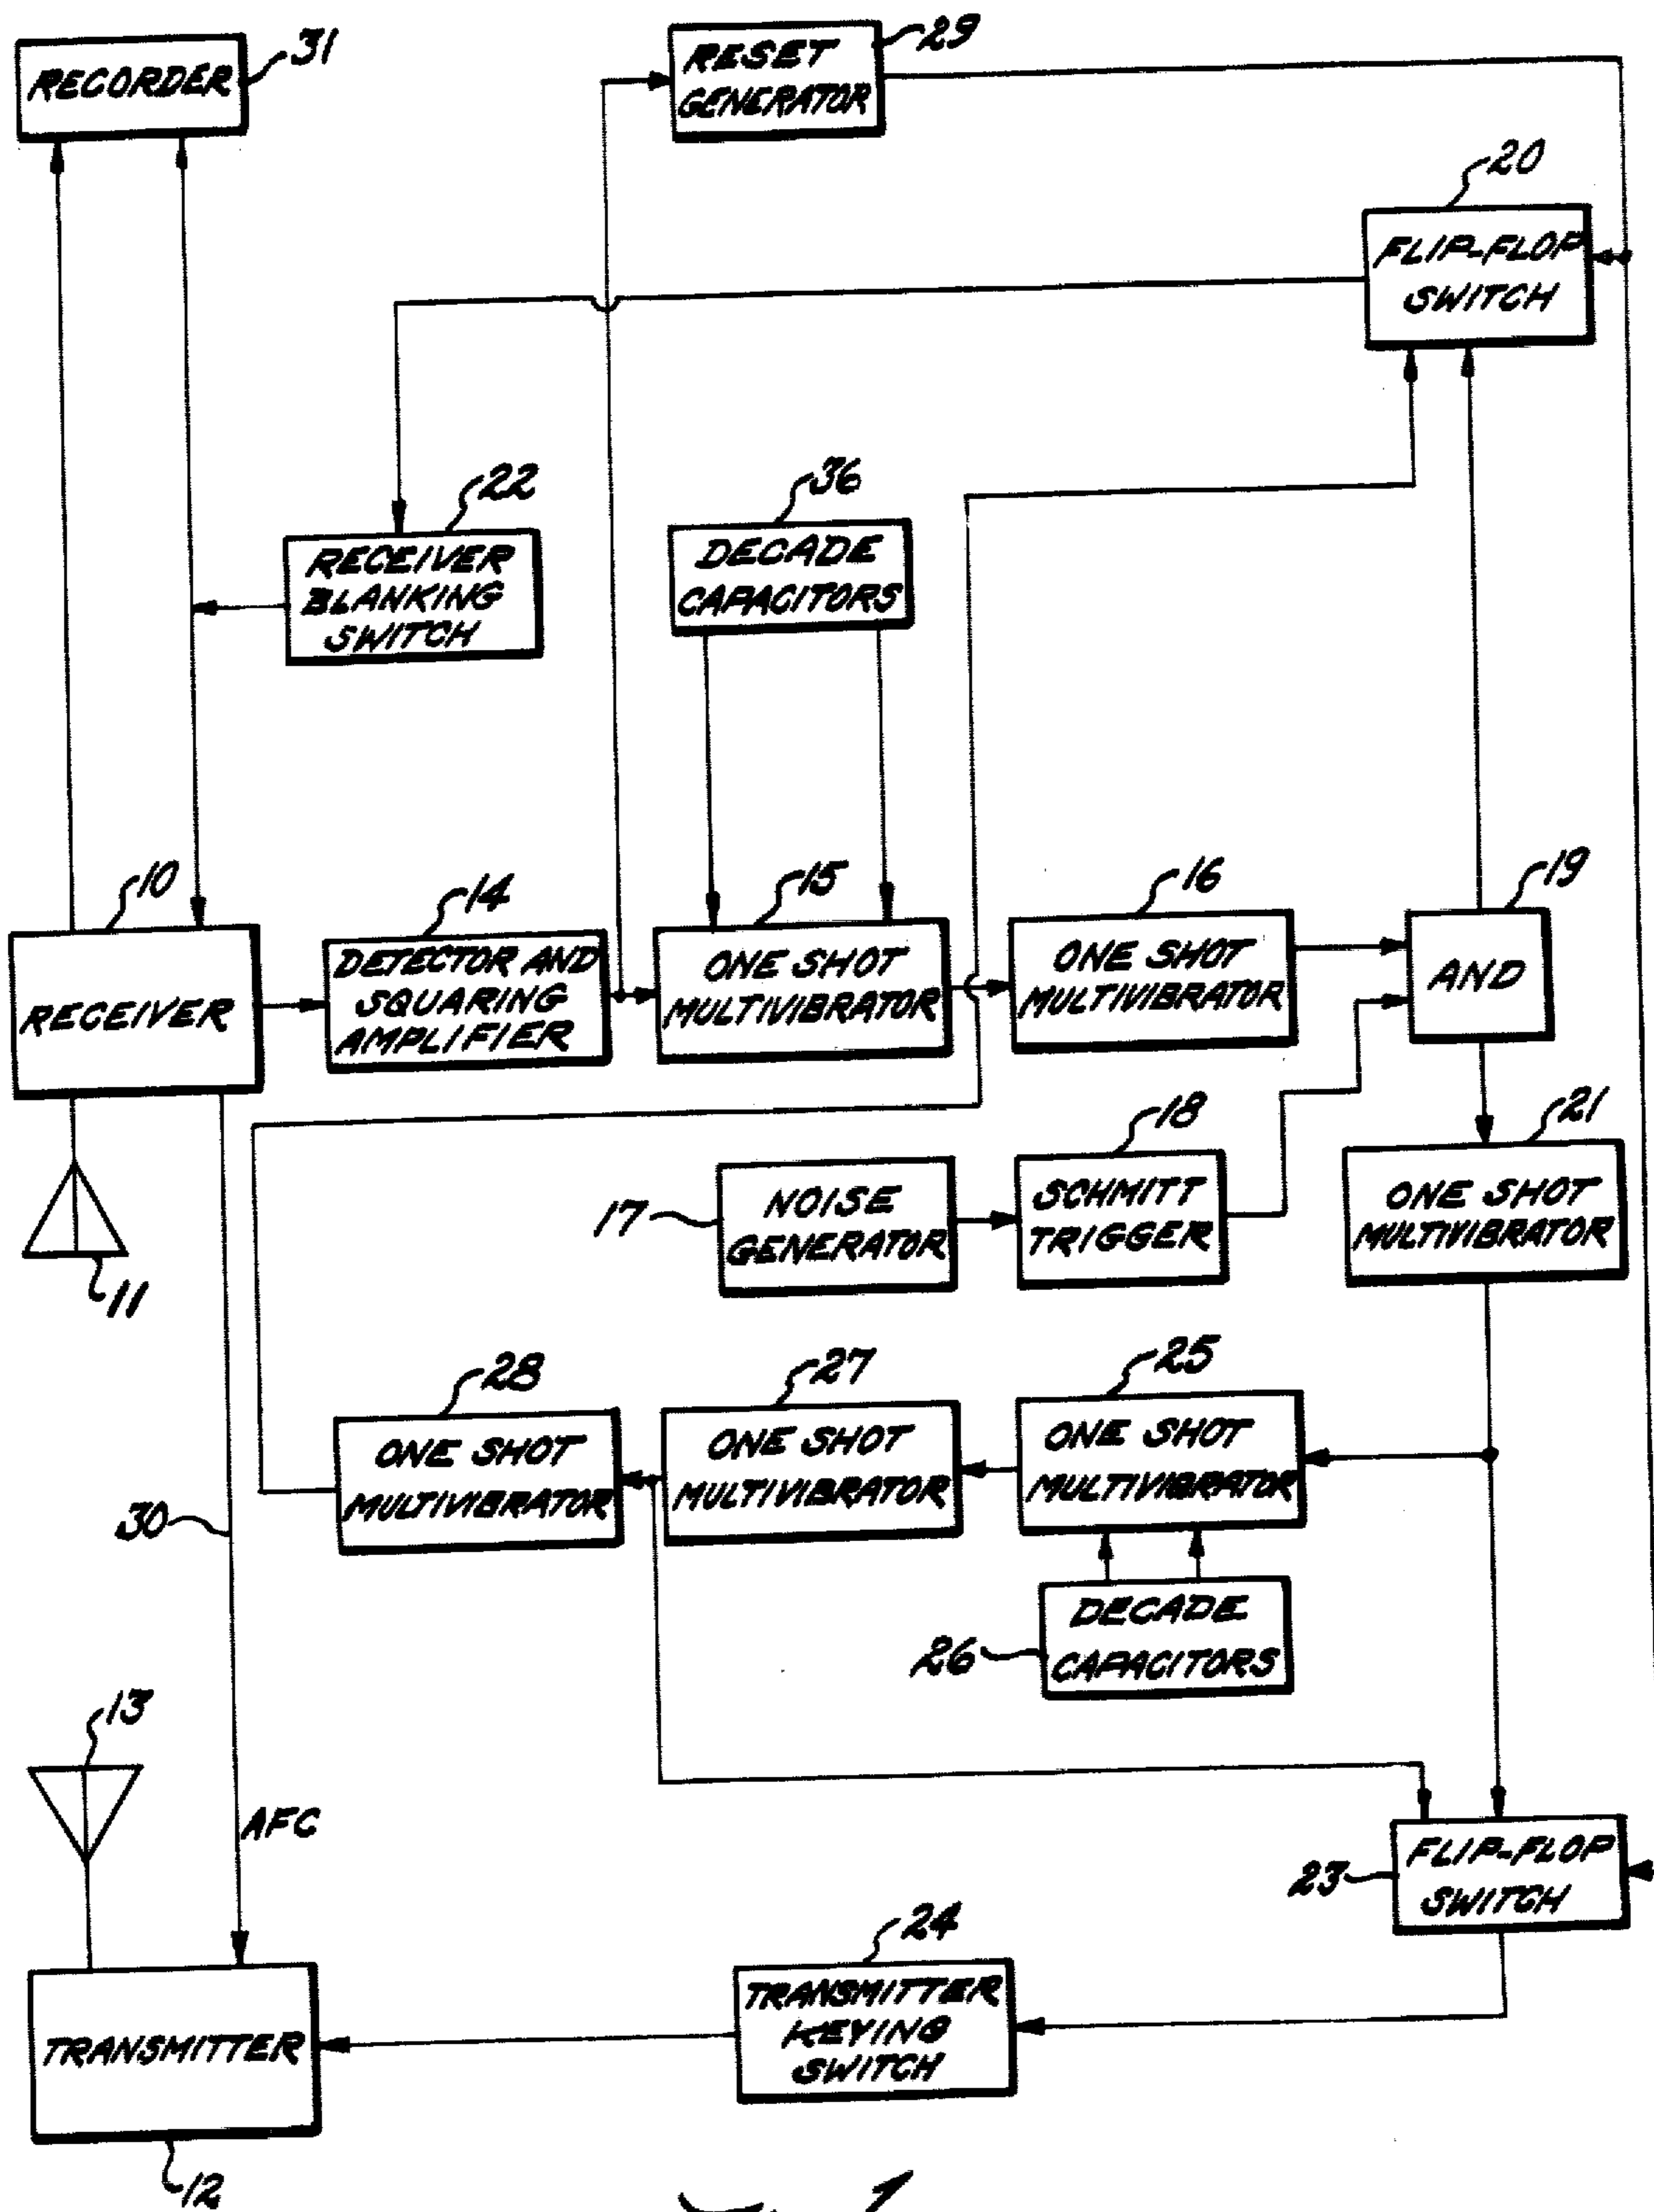 RECORDER
31
RESET
GENERATOR
29
20
FLIP-FLOP
SWITCH
22
RECEIVER
BLANKING
SWITCH
36
DECADE
CAPACITORS
10
RECEIVER
14
DETECTOR AND
SQUARING
AMPLIFIER
15
ONE SHOT
MULTIVIBRATOR
16
ONE SHOT
MULTIVIBRATOR
19
AND
11
17
NOISE
GENERATOR
18
SCHMITT
TRIGGER
21
ONE SHOT
MULTIVIBRATOR
28
ONE SHOT
MULTIVIBRATOR
27
ONE SHOT
MULTIVIBRATOR
25
ONE SHOT
MULTIVIBRATOR
30
26
DECADE
CAPACITORS
13
AFC
23
FLIP-FLOP
SWITCH
24
TRANSMITTER
KEYING
SWITCH
TRANSMITTER
12
1